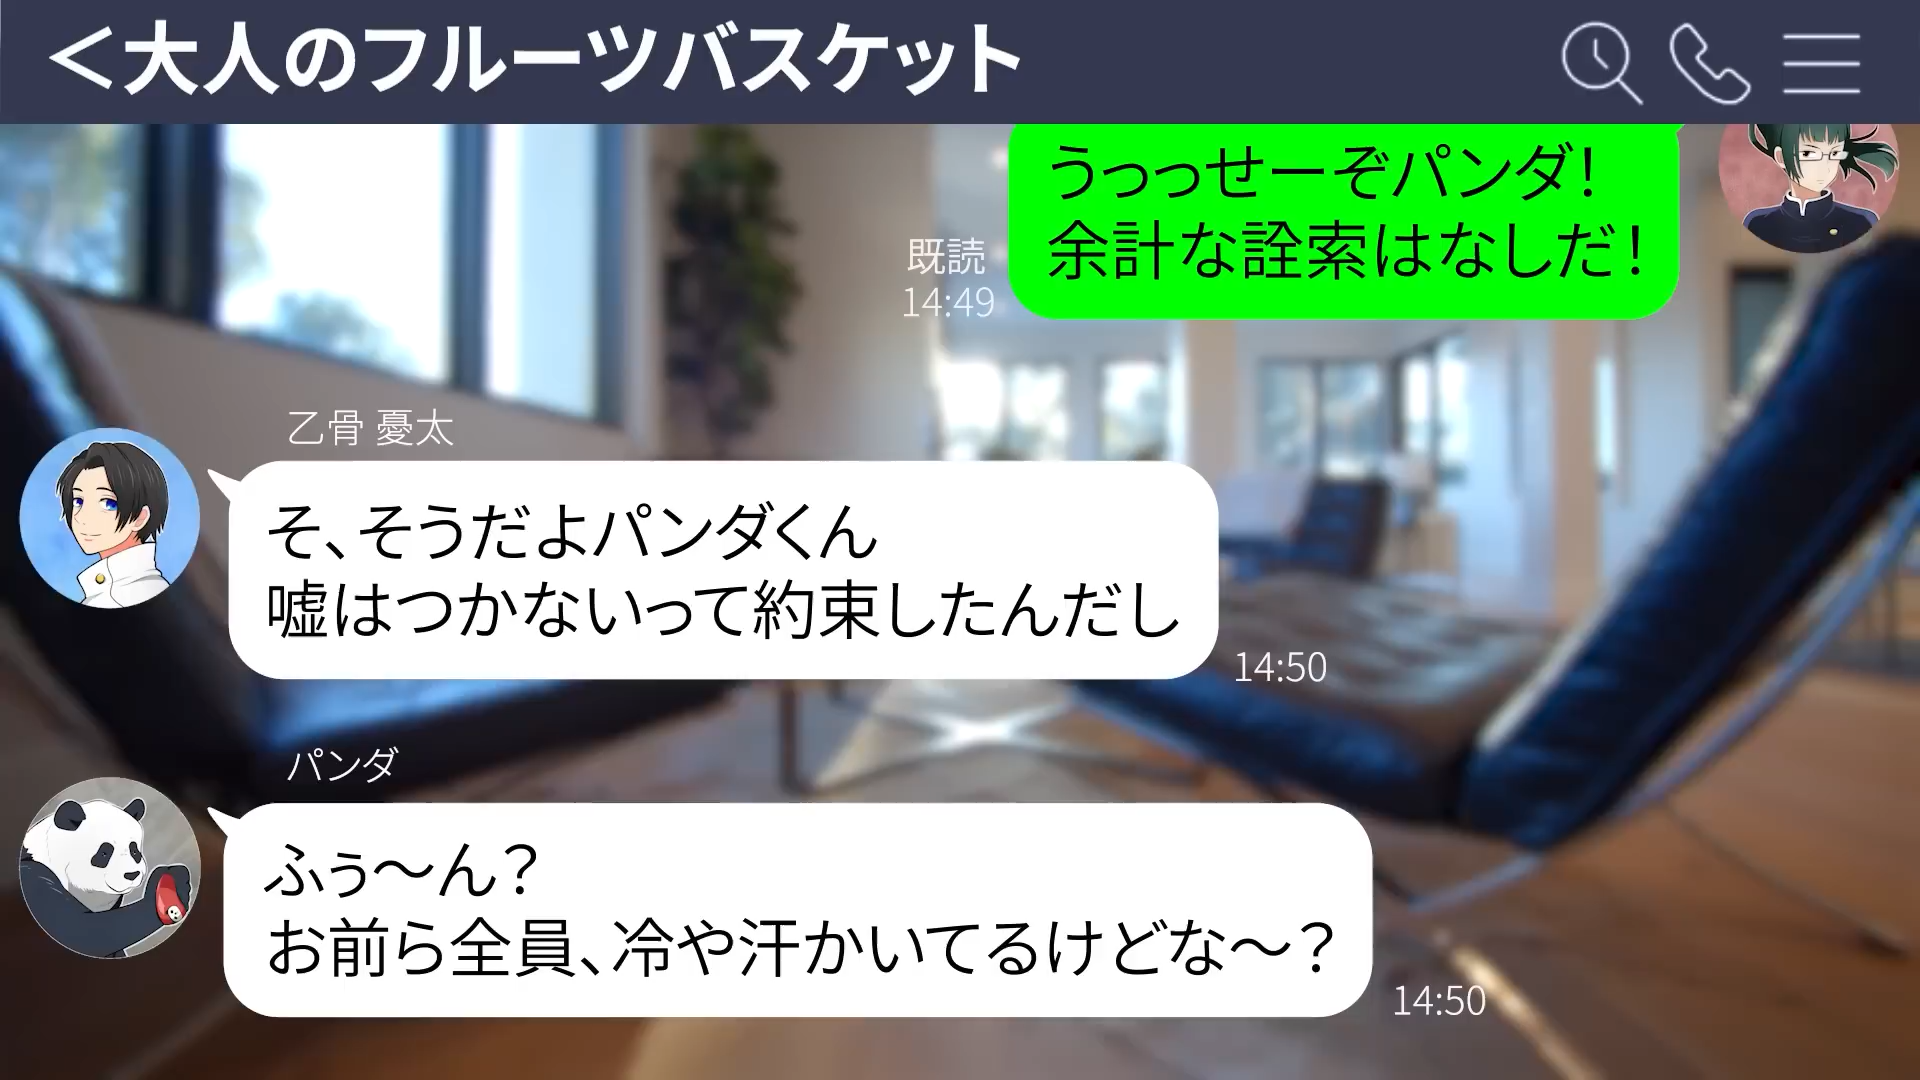 ＜大人のフルーツバスケット
うっっせーぞパンダ！
余計な詮索はなしだ！
既読
14:49
乙骨 憂太
そ、そうだよパンダくん
嘘はつかないって約束したんだし
14:50
パンダ
ふぅ〜ん？
お前ら全員、冷や汗かいてるけどな〜？
14:50